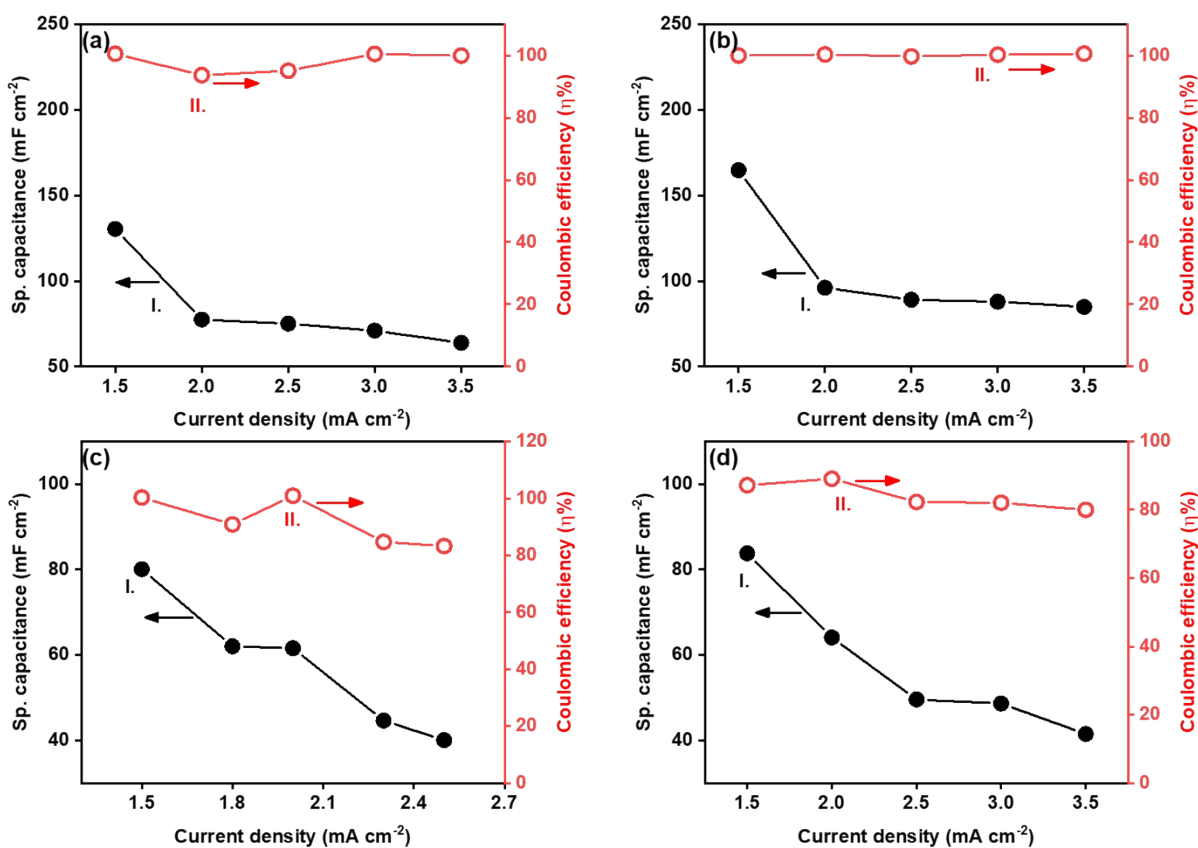 (a)
250
200
150
100
50
Sp. capacitance (mF cm-2)
1.5 2.0 2.5 3.0 3.5
Current density (mA cm-2)
100
80
60
40
20
0
Coulombic efficiency (η%)
II.
I.
(b)
250
200
150
100
50
Sp. capacitance (mF cm-2)
1.5 2.0 2.5 3.0 3.5
Current density (mA cm-2)
100
80
60
40
20
0
Coulombic efficiency (η%)
II.
I.
(c)
100
80
60
40
Sp. capacitance (mF cm-2)
1.5 1.8 2.1 2.4 2.7
Current density (mA cm-2)
120
100
80
60
40
20
0
Coulombic efficiency (η%)
II.
I.
(d)
100
80
60
40
Sp. capacitance (mF cm-2)
1.5 2.0 2.5 3.0 3.5
Current density (mA cm-2)
100
80
60
40
20
0
Coulombic efficiency (η%)
II.
I.